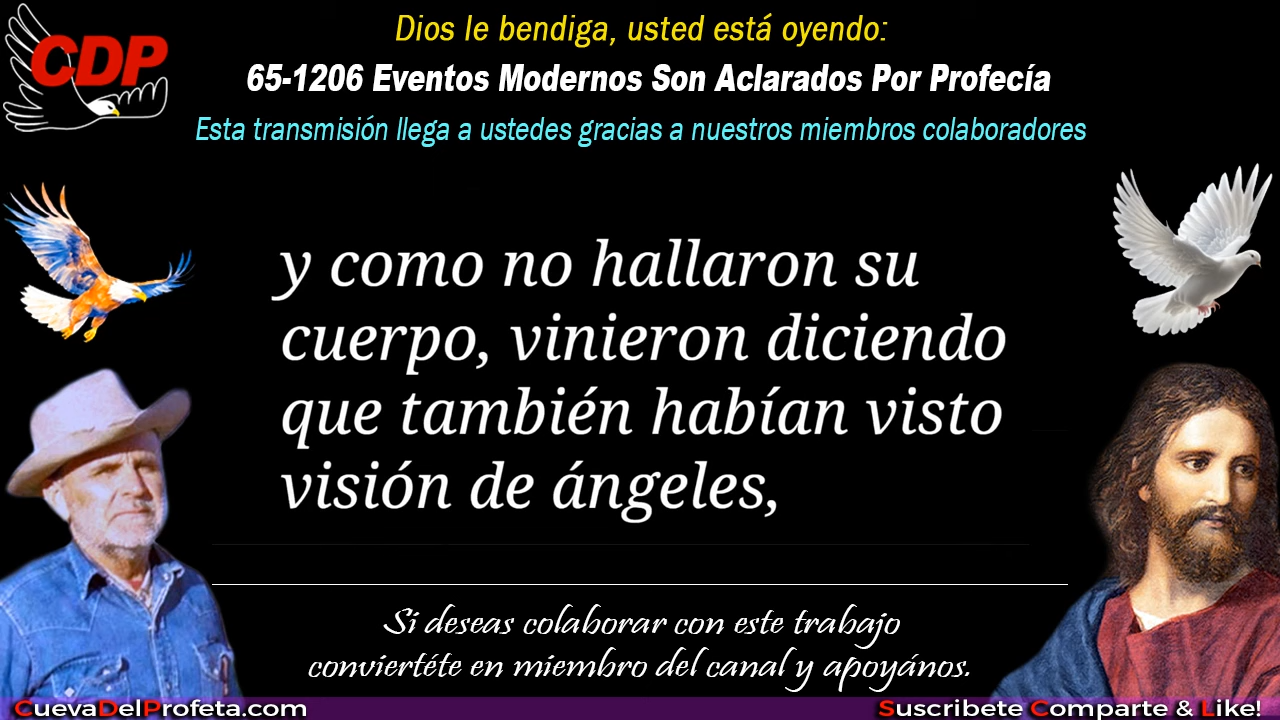 CDP
Dios le bendiga, usted está oyendo:
65-1206 Eventos Modernos Son Aclarados Por Profecía
Esta transmisión llega a ustedes gracias a nuestros miembros colaboradores
y como no hallaron su
cuerpo, vinieron diciendo
que también habían visto
visión de ángeles,
Si deseas colaborar con este trabajo
conviertéte en miembro del canal y apoyános.
CuevaDelProfeta.com
Suscribete Comparte & Like!